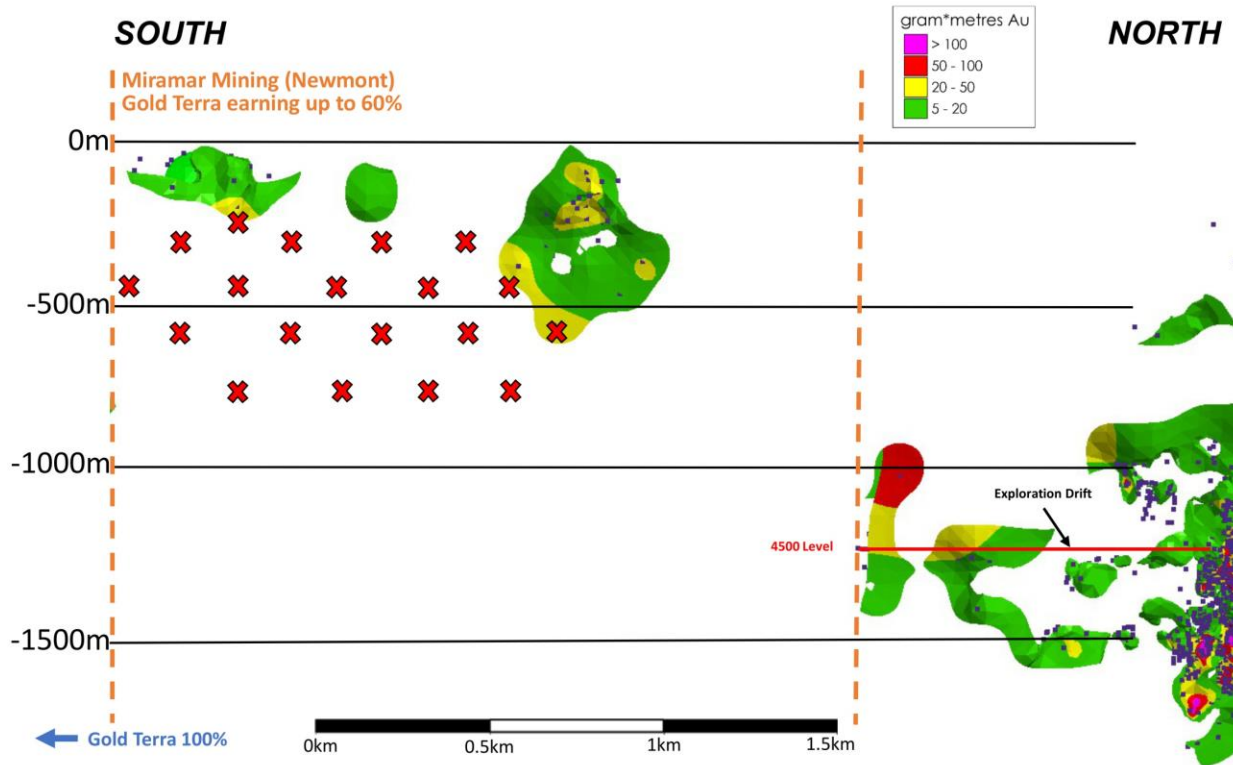 SOUTH
NORTH
gram*metres Au
> 100
50 - 100
20 - 50
5 - 20
Miramar Mining (Newmont)
Gold Terra earning up to 60%
0m
-500m
-1000m
Exploration Drift
4500 Level
-1500m
Gold Terra 100%
0km
0.5km
1km
1.5km